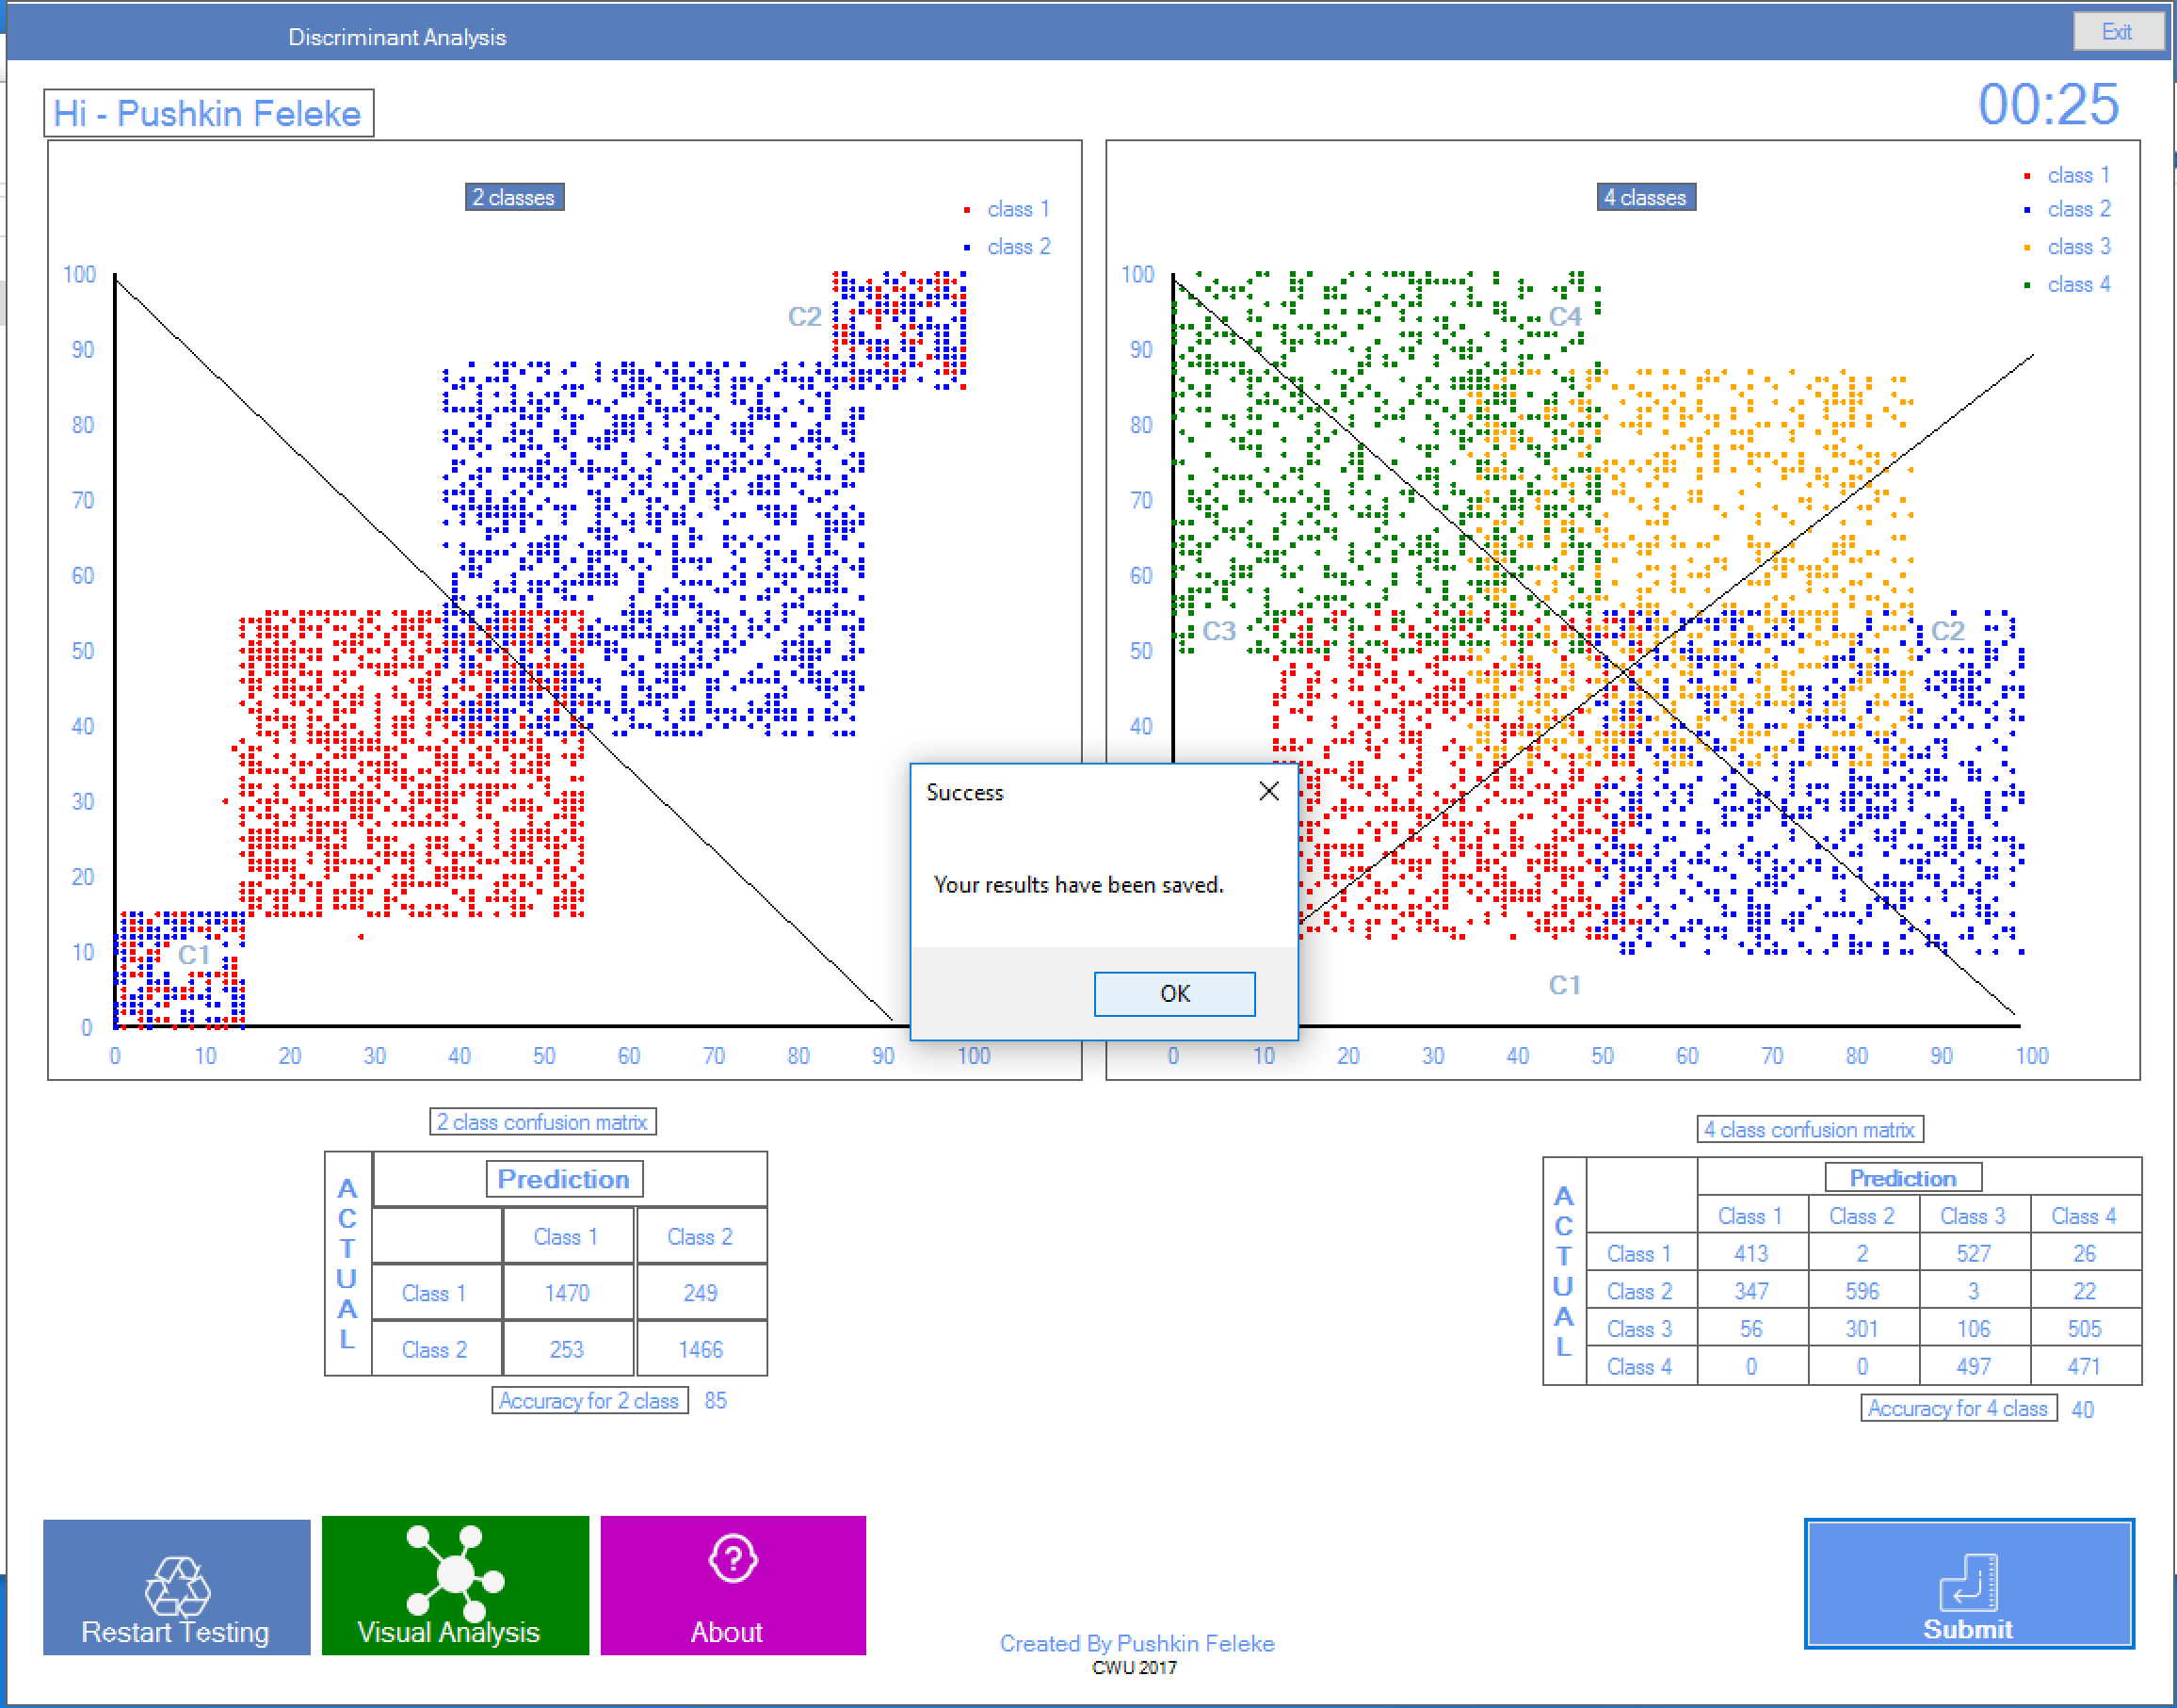 Discriminant Analysis
Exit
Hi - Pushkin Feleke
00:25
2 classes
class 1
class 2
100
90
80
70
60
50
40
30
20
10
0
C2
C1
0 10 20 30 40 50 60 70 80 90 100
4 classes
class 1
class 2
class 3
class 4
100
90
80
70
60
50
40
C4
C3
C2
C1
0 10 20 30 40 50 60 70 80 90 100
Success
Your results have been saved.
OK
2 class confusion matrix
ACTUAL
Prediction
Class 1 Class 2
Class 1 1470 249
Class 2 253 1466
Accuracy for 2 class 85
4 class confusion matrix
ACTUAL
Prediction
Class 1 Class 2 Class 3 Class 4
Class 1 413 2 527 26
Class 2 347 596 3 22
Class 3 56 301 106 505
Class 4 0 0 497 471
Accuracy for 4 class 40
Restart Testing
Visual Analysis
?
About
Created By Pushkin Feleke
CWU 2017
Submit